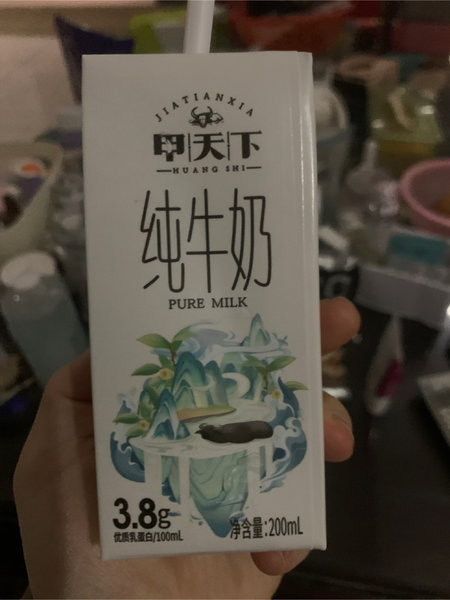 JIATIANXIA
甲天下
HUANG SHI
纯牛奶
PURE MILK
3.8g
优质乳蛋白/100mL
净含量:200mL